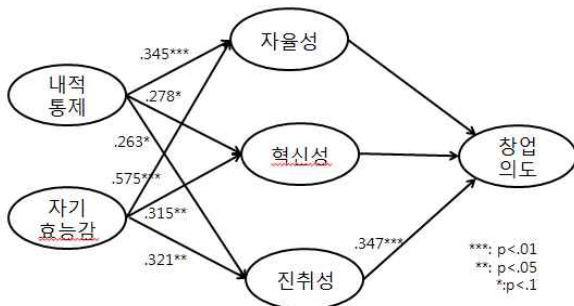 .345***
자율성
내적
통제
.278*
.263*
혁신성
창업
의도
.575***
자기
효능감
.315**
.321**
.347***
진취성
***: p<.01
**: p<.05
*:p<.1